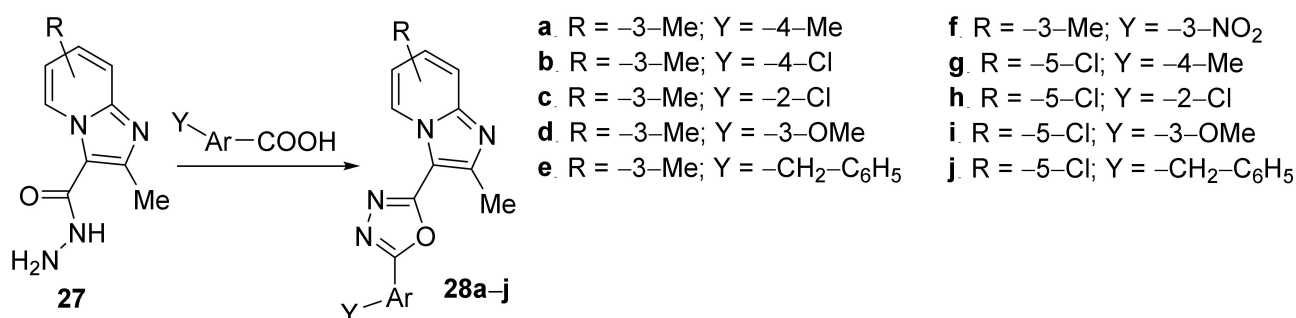 R
N
N
Me
O
NH
H₂N
N
27
Y
Ar–COOH
R
N
N
Me
N
N
O
Y
Ar
28a–j
a. R = –3–Me; Y = –4–Me
b. R = –3–Me; Y = –4–Cl
c. R = –3–Me; Y = –2–Cl
d. R = –3–Me; Y = –3–OMe
e. R = –3–Me; Y = –CH₂–C₆H₅
f. R = –3–Me; Y = –3–NO₂
g. R = –5–Cl; Y = –4–Me
h. R = –5–Cl; Y = –2–Cl
i. R = –5–Cl; Y = –3–OMe
j. R = –5–Cl; Y = –CH₂–C₆H₅